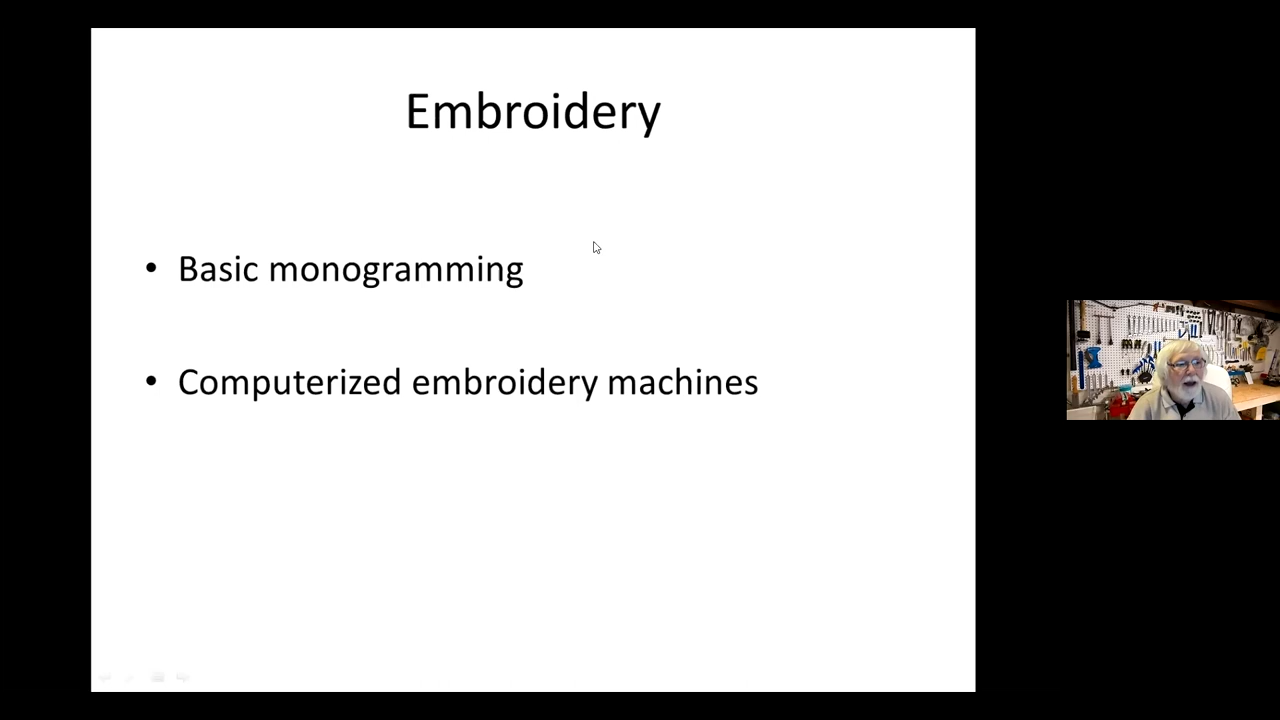 Embroidery
• Basic monogramming
• Computerized embroidery machines